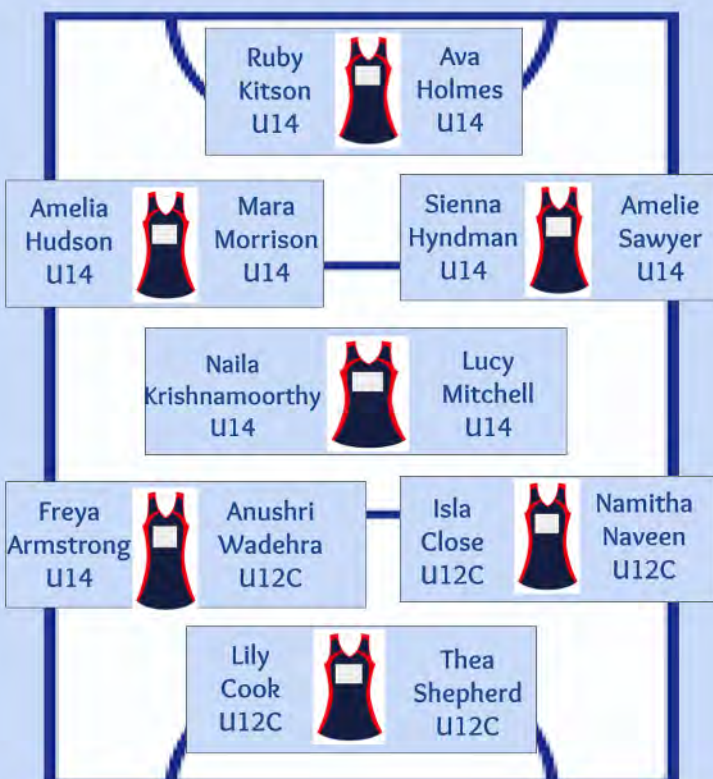 Ruby
Kitson
U14
Ava
Holmes
U14
Amelia
Hudson
U14
Mara
Morrison
U14
Sienna
Hyndman
U14
Amelie
Sawyer
U14
Naila
Krishnamoorthy
U14
Lucy
Mitchell
U14
Freya
Armstrong
U14
Anushri
Wadehra
U12C
Isla
Close
U12C
Namitha
Naveen
U12C
Lily
Cook
U12C
Thea
Shepherd
U12C